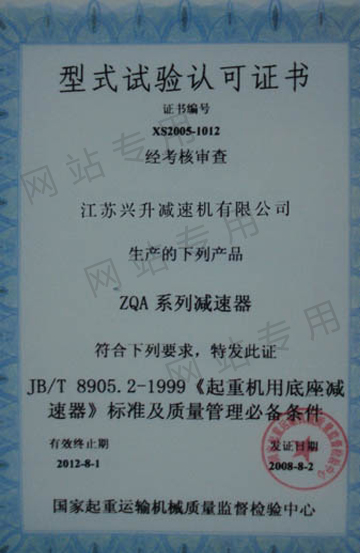 型式试验认可证书
证书编号
XS2005-1012
经考核审查
江苏兴升减速机有限公司
生产的下列产品
ZQA 系列减速器
符合下列要求，特发此证
JB/T 8905.2-1999《起重机用底座减
速器》标准及质量管理必备条件
有效终止期 发证日期
2012-8-1 2008-8-2
国家起重运输机械质量监督检验中心
网站专用
网站专用
网站专用